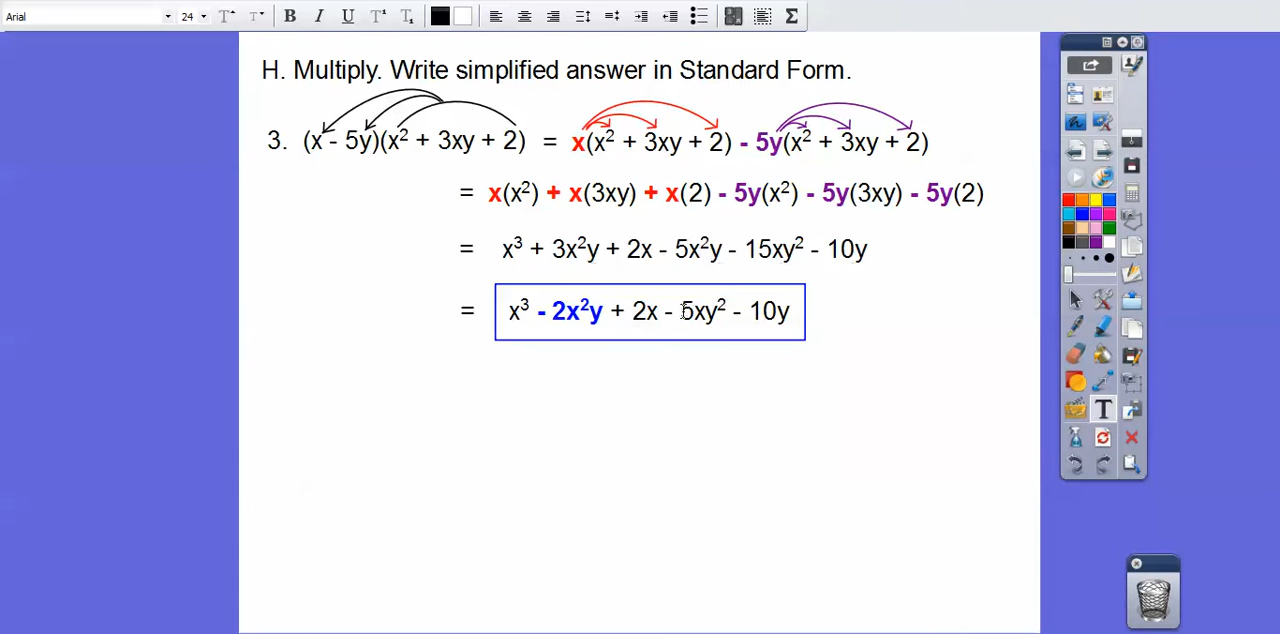 Arial 24 B I U T T
H. Multiply. Write simplified answer in Standard Form.
3. (x - 5y)(x² + 3xy + 2) = x(x² + 3xy + 2) - 5y(x² + 3xy + 2)
= x(x²) + x(3xy) + x(2) - 5y(x²) - 5y(3xy) - 5y(2)
= x³ + 3x²y + 2x - 5x²y - 15xy² - 10y
= x³ - 2x²y + 2x - 5xy² - 10y